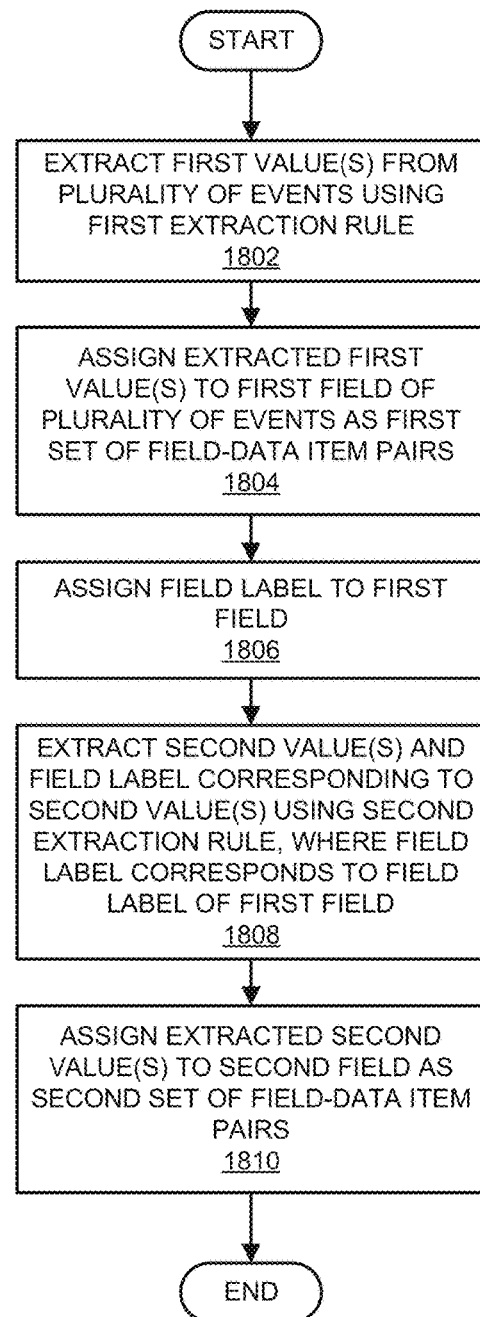 START
EXTRACT FIRST VALUE(S) FROM
PLURALITY OF EVENTS USING
FIRST EXTRACTION RULE
1802
ASSIGN EXTRACTED FIRST
VALUE(S) TO FIRST FIELD OF
PLURALITY OF EVENTS AS FIRST
SET OF FIELD-DATA ITEM PAIRS
1804
ASSIGN FIELD LABEL TO FIRST
FIELD
1806
EXTRACT SECOND VALUE(S) AND
FIELD LABEL CORRESPONDING TO
SECOND VALUE(S) USING SECOND
EXTRACTION RULE, WHERE FIELD
LABEL CORRESPONDS TO FIELD
LABEL OF FIRST FIELD
1808
ASSIGN EXTRACTED SECOND
VALUE(S) TO SECOND FIELD AS
SECOND SET OF FIELD-DATA ITEM
PAIRS
1810
END